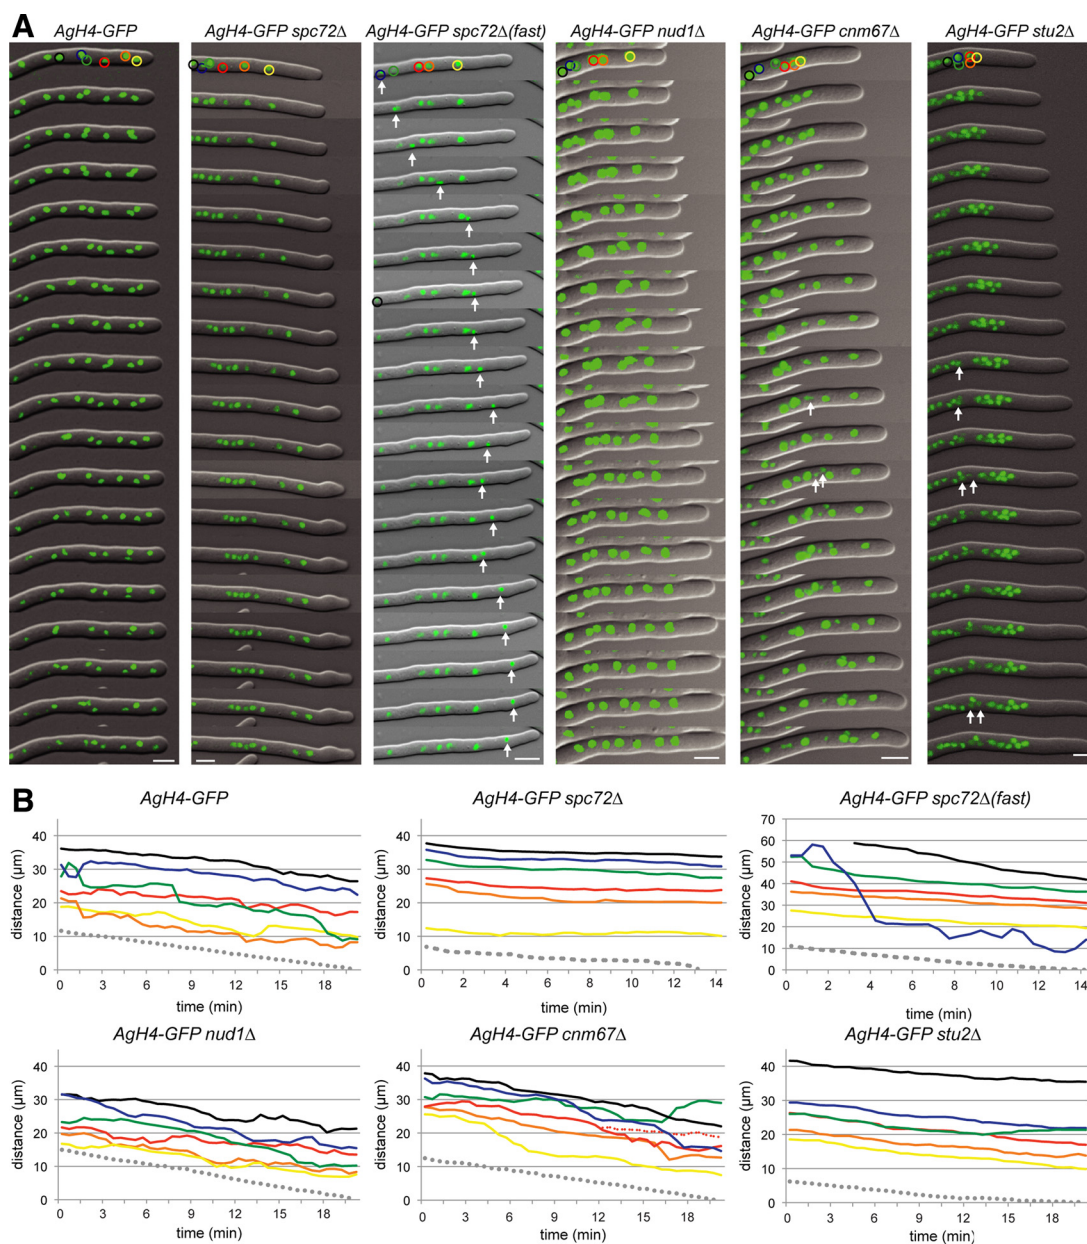 A
AgH4-GFP AgH4-GFP spc72Δ AgH4-GFP spc72Δ(fast) AgH4-GFP nud1Δ AgH4-GFP cnm67Δ AgH4-GFP stu2Δ
B
AgH4-GFP
distance (µm)
40
30
20
10
0
0 3 6 9 12 15 18
time (min)
AgH4-GFP spc72Δ
distance (µm)
40
30
20
10
0
0 2 4 6 8 10 12 14
time (min)
AgH4-GFP spc72Δ(fast)
distance (µm)
70
60
50
40
30
20
10
0
0 2 4 6 8 10 12 14
time (min)
AgH4-GFP nud1Δ
distance (µm)
40
30
20
10
0
0 3 6 9 12 15 18
time (min)
AgH4-GFP cnm67Δ
distance (µm)
40
30
20
10
0
0 3 6 9 12 15 18
time (min)
AgH4-GFP stu2Δ
distance (µm)
40
30
20
10
0
0 3 6 9 12 15 18
time (min)